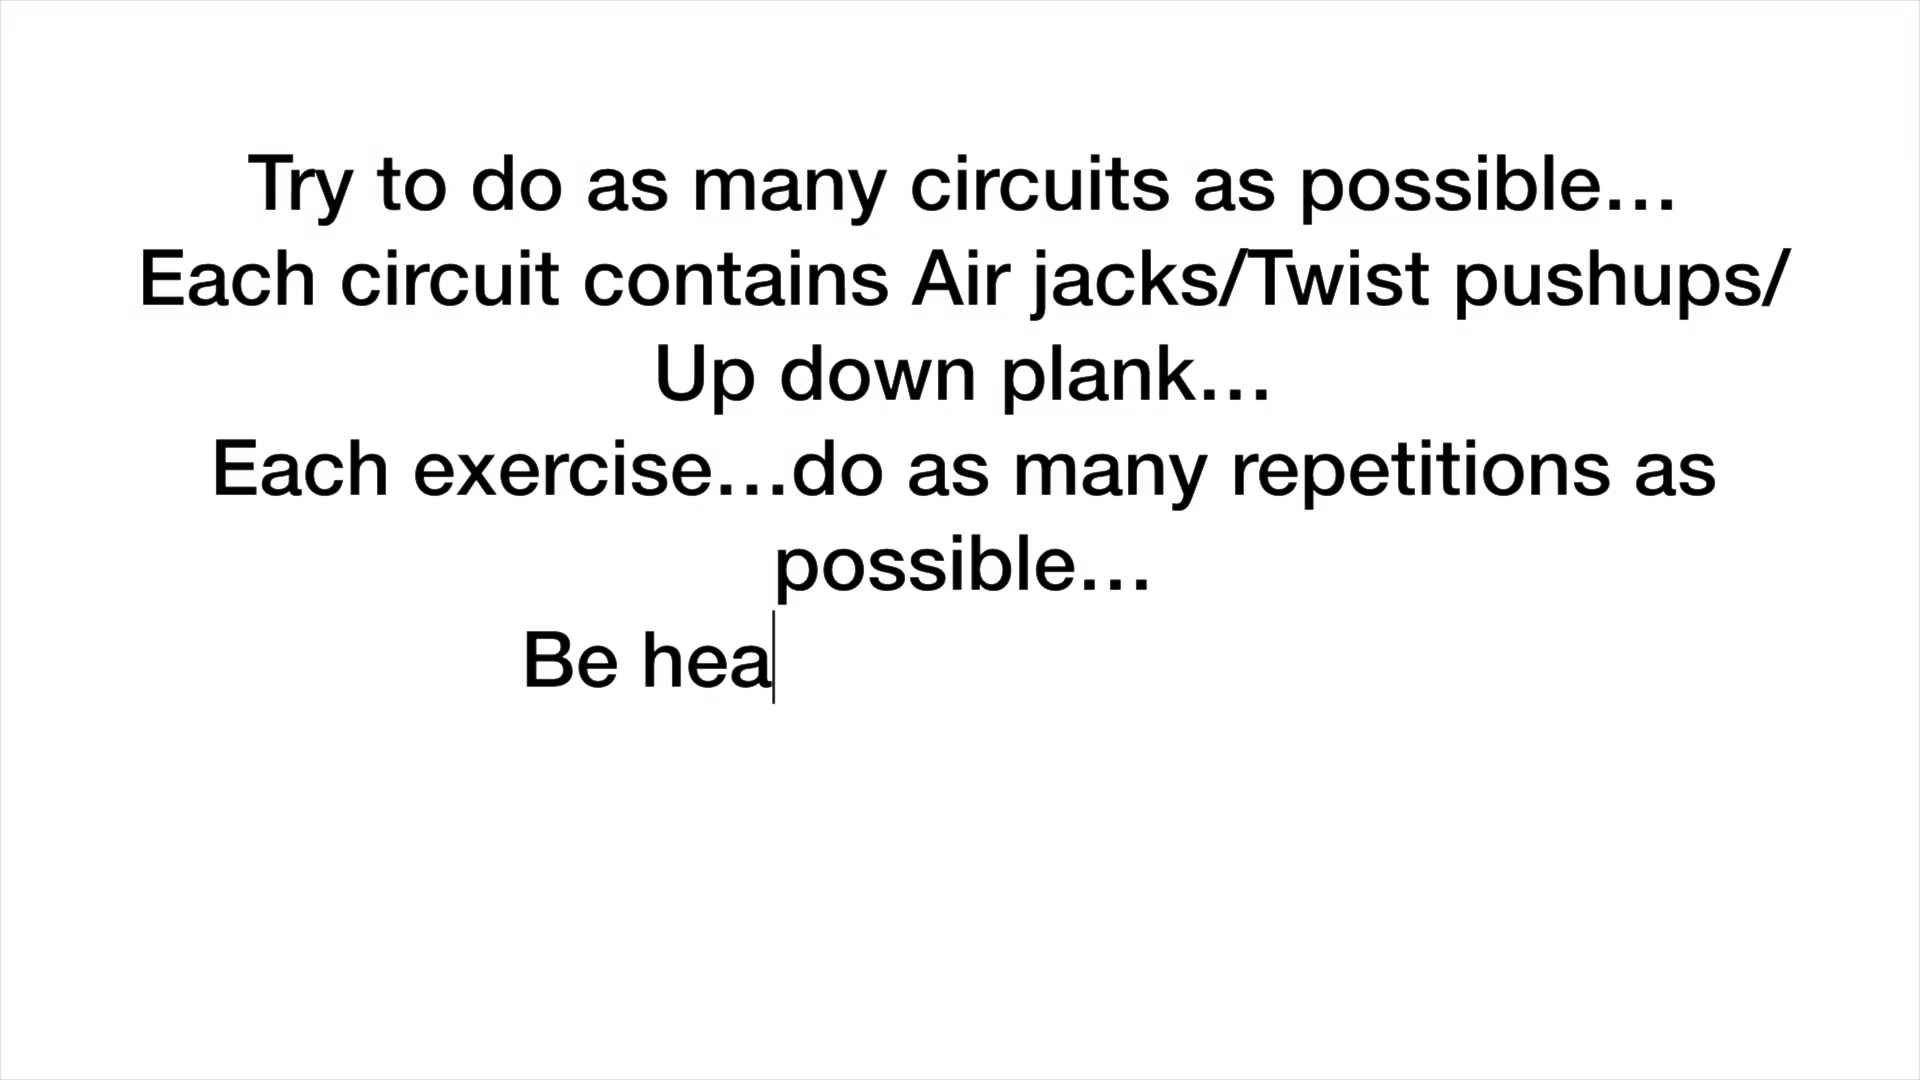 Try to do as many circuits as possible...
Each circuit contains Air jacks/Twist pushups/
Up down plank...
Each exercise...do as many repetitions as
possible...
Be hea